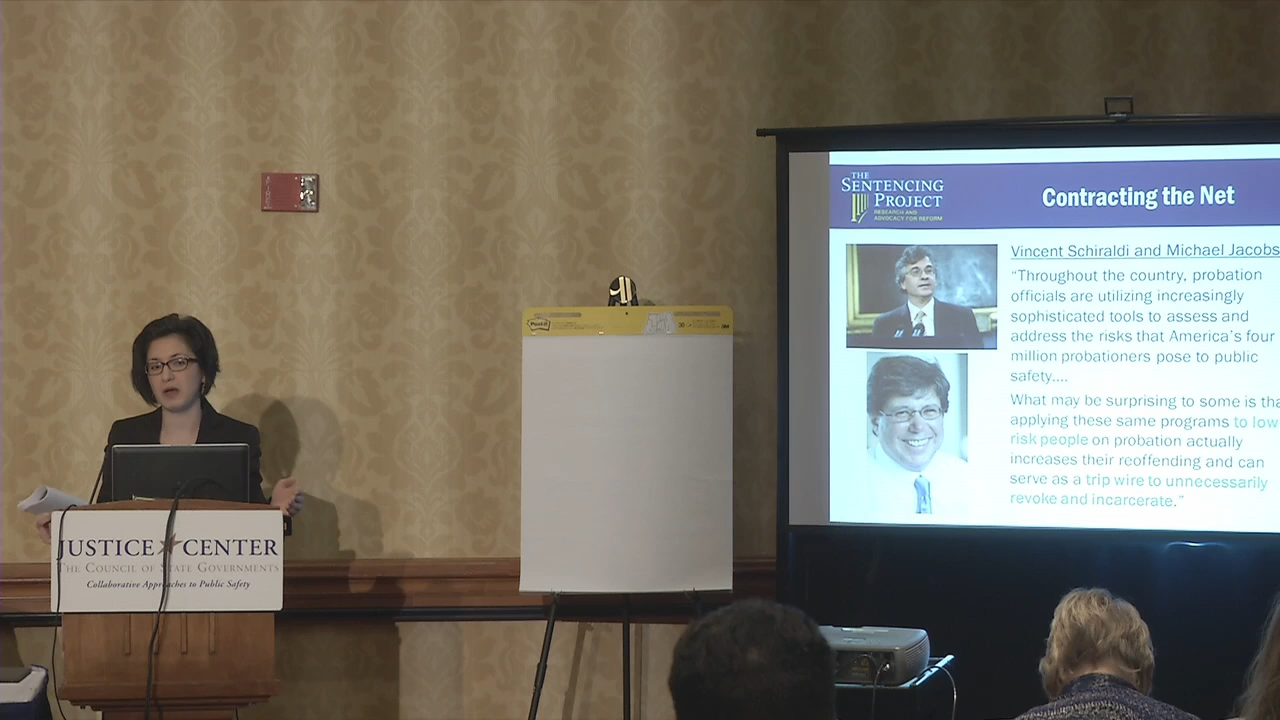 THE
SENTENCING
PROJECT
RESEARCH AND
ADVOCACY FOR REFORM
Contracting the Net
Vincent Schiraldi and Michael Jacobs
“Throughout the country, probation
officials are utilizing increasingly
sophisticated tools to assess and
address the risks that America’s four
million probationers pose to public
safety....
What may be surprising to some is tha
applying these same programs to low
risk people on probation actually
increases their reoffending and can
serve as a trip wire to unnecessarily
revoke and incarcerate.”
Post-it
JUSTICE CENTER
THE COUNCIL OF STATE GOVERNMENTS
Collaborative Approaches to Public Safety